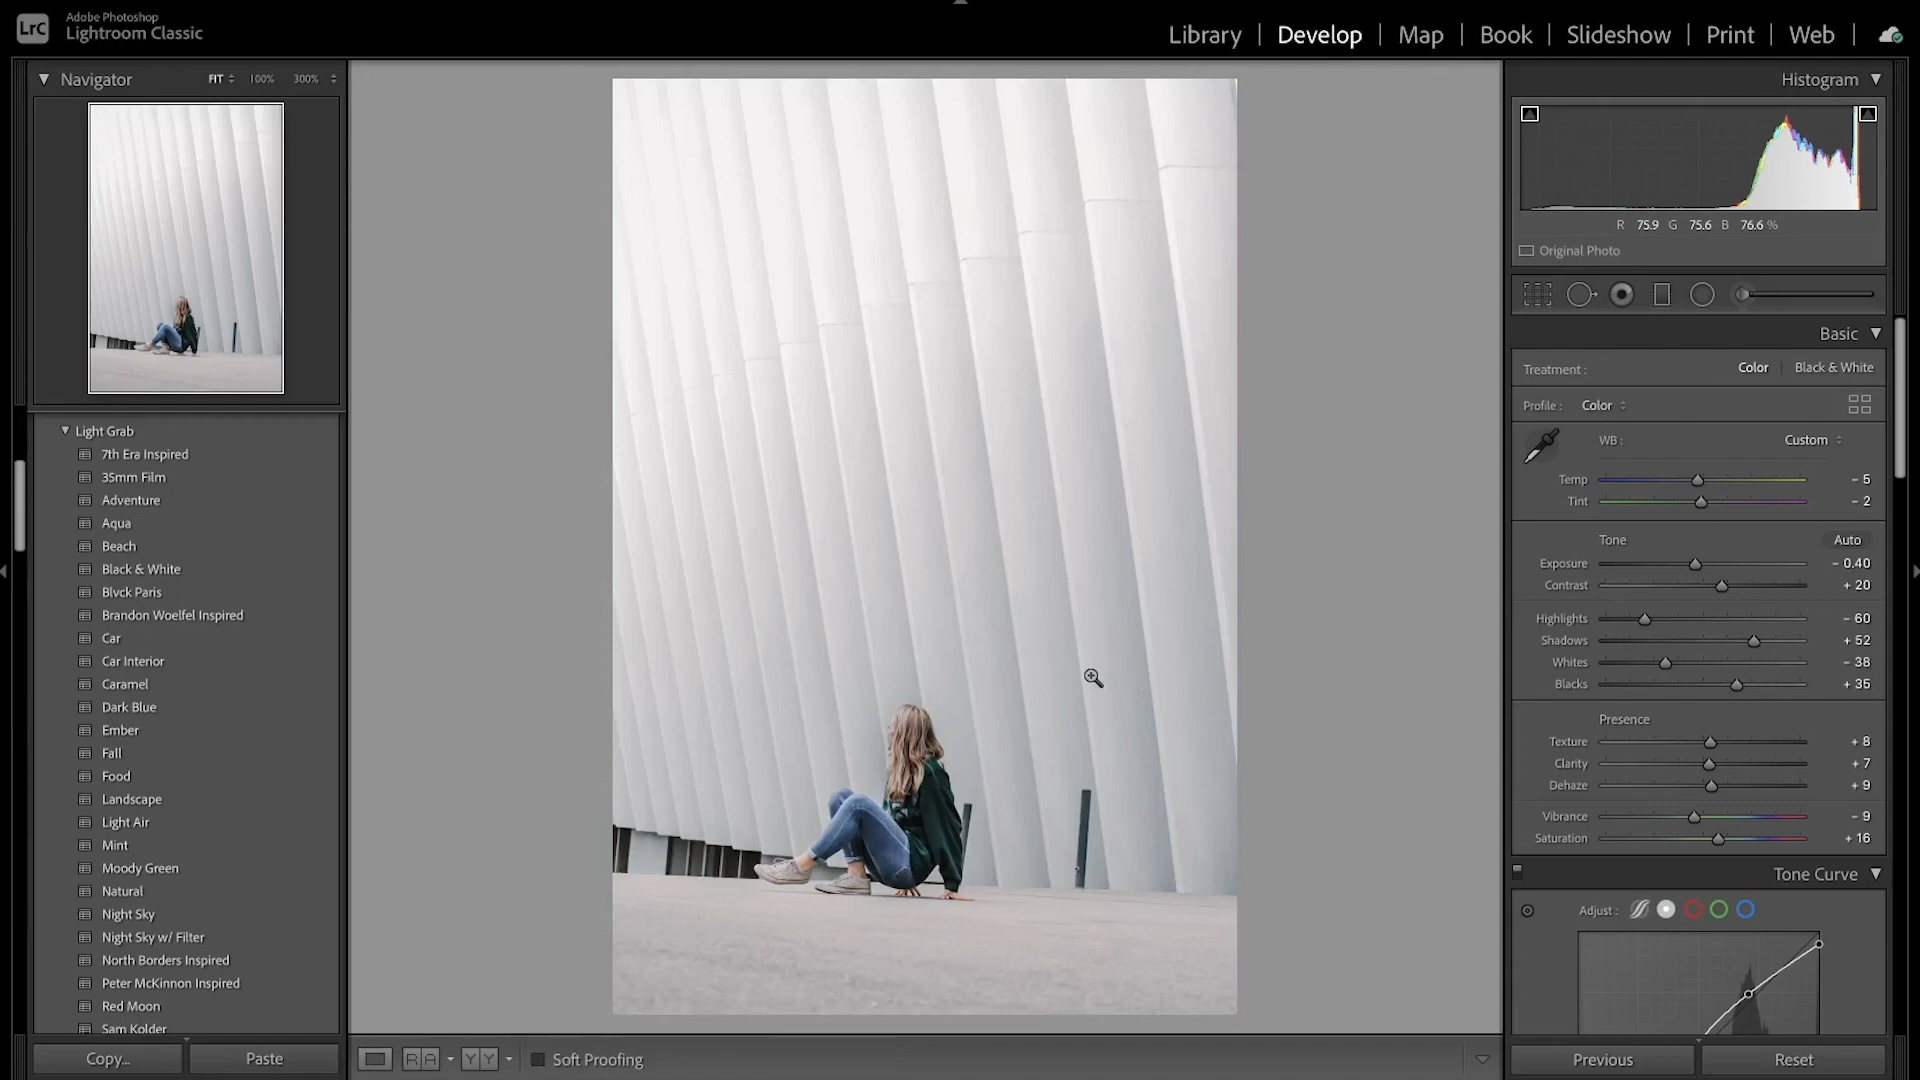 LrC
Adobe Photoshop
Lightroom Classic
Library | Develop | Map | Book | Slideshow | Print | Web
Navigator FIT 100% 300%
Light Grab
7th Era Inspired
35mm Film
Adventure
Aqua
Beach
Black & White
Blvck Paris
Brandon Woelfel Inspired
Car
Car Interior
Caramel
Dark Blue
Ember
Fall
Food
Landscape
Light Air
Mint
Moody Green
Natural
Night Sky
Night Sky w/ Filter
North Borders Inspired
Peter McKinnon Inspired
Red Moon
Sam Kolder
Copy... Paste
R A Y Y Soft Proofing
Histogram
R 75.9 G 75.6 B 76.6 %
Original Photo
Basic
Treatment : Color | Black & White
Profile : Color
WB : Custom
Temp - 5
Tint - 2
Tone Auto
Exposure - 0.40
Contrast + 20
Highlights - 60
Shadows + 52
Whites - 38
Blacks + 35
Presence
Texture + 8
Clarity + 7
Dehaze + 9
Vibrance - 9
Saturation + 16
Tone Curve
Adjust :
Previous Reset